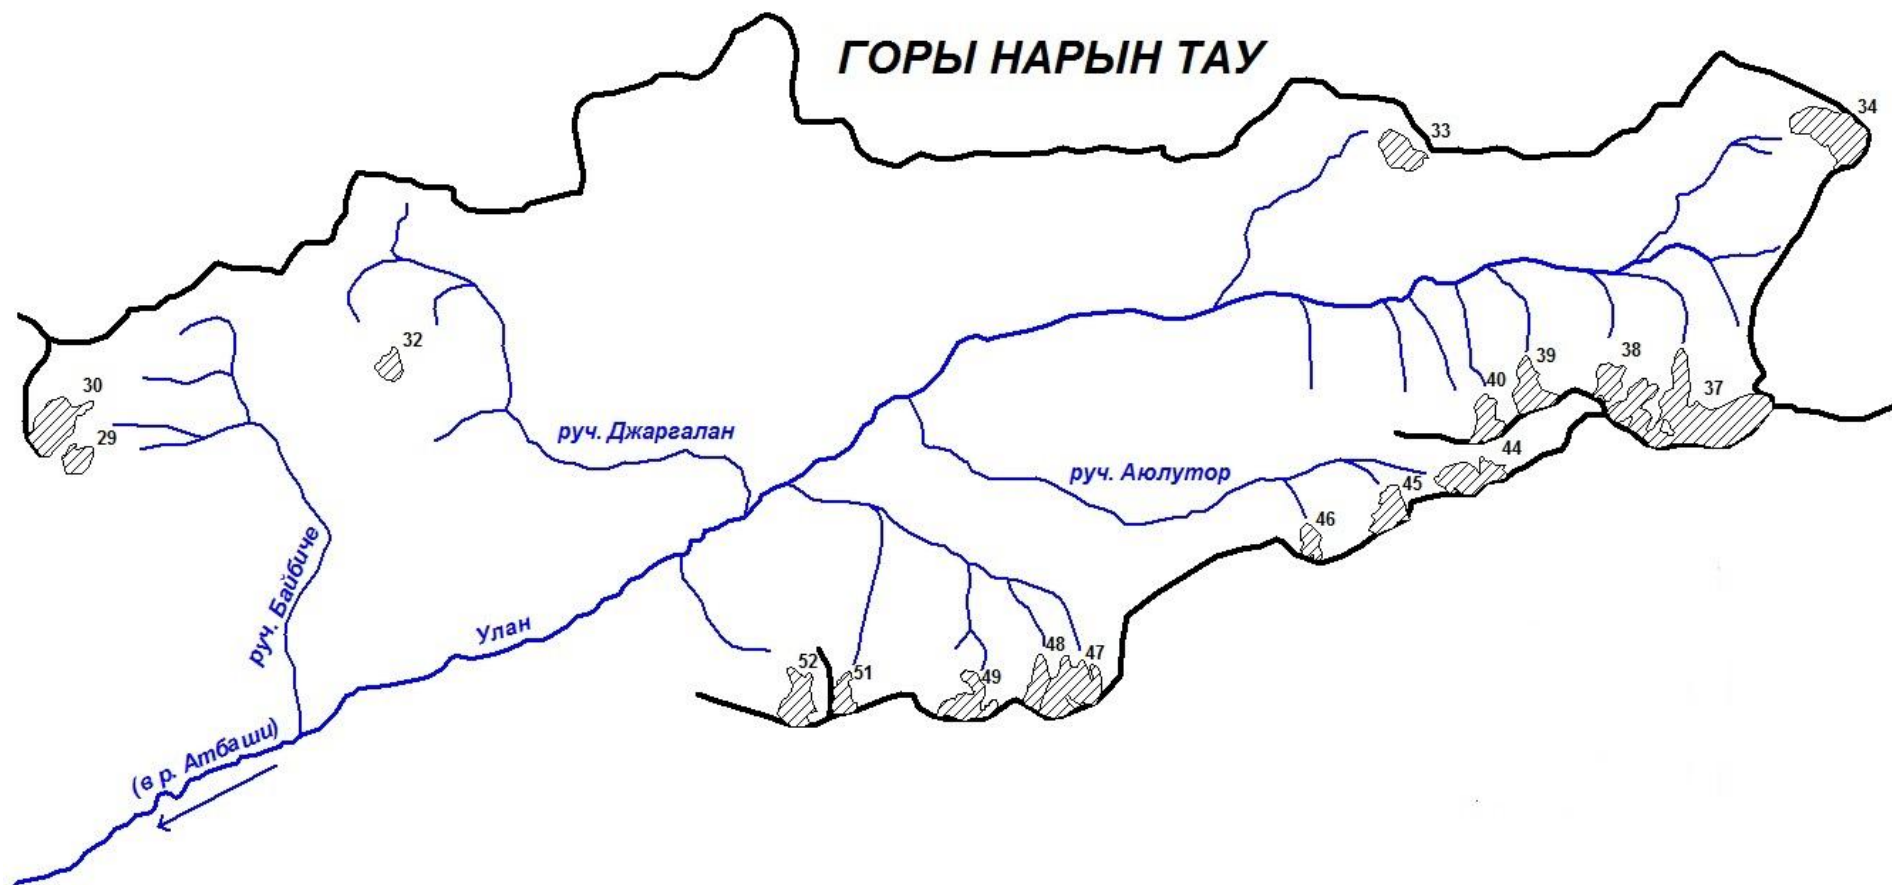 ГОРЫ НАРЫН ТАУ
34
33
32
30
29
39
38
40
37
руч. Джаргалан
руч. Аюлутор
44
45
46
руч. Байбиче
Улан
48
47
52
51
49
(в р. Атбаши)